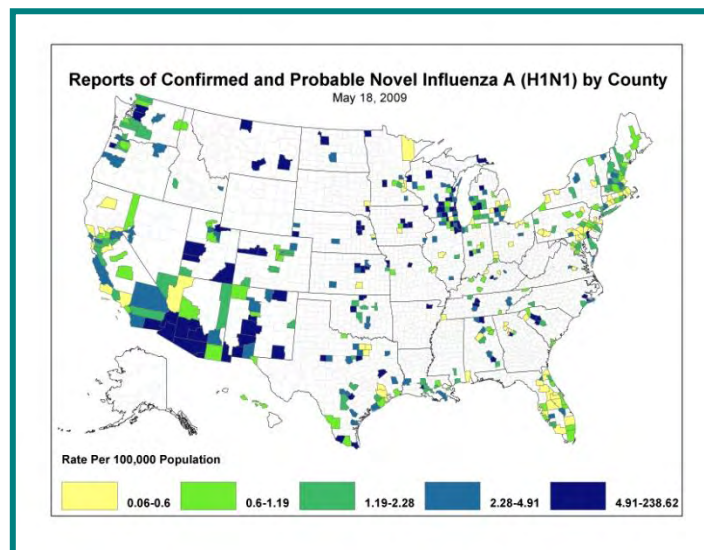 Reports of Confirmed and Probable Novel Influenza A (H1N1) by County
May 18, 2009
Rate Per 100,000 Population
0.06-0.6 0.6-1.19 1.19-2.28 2.28-4.91 4.91-238.62